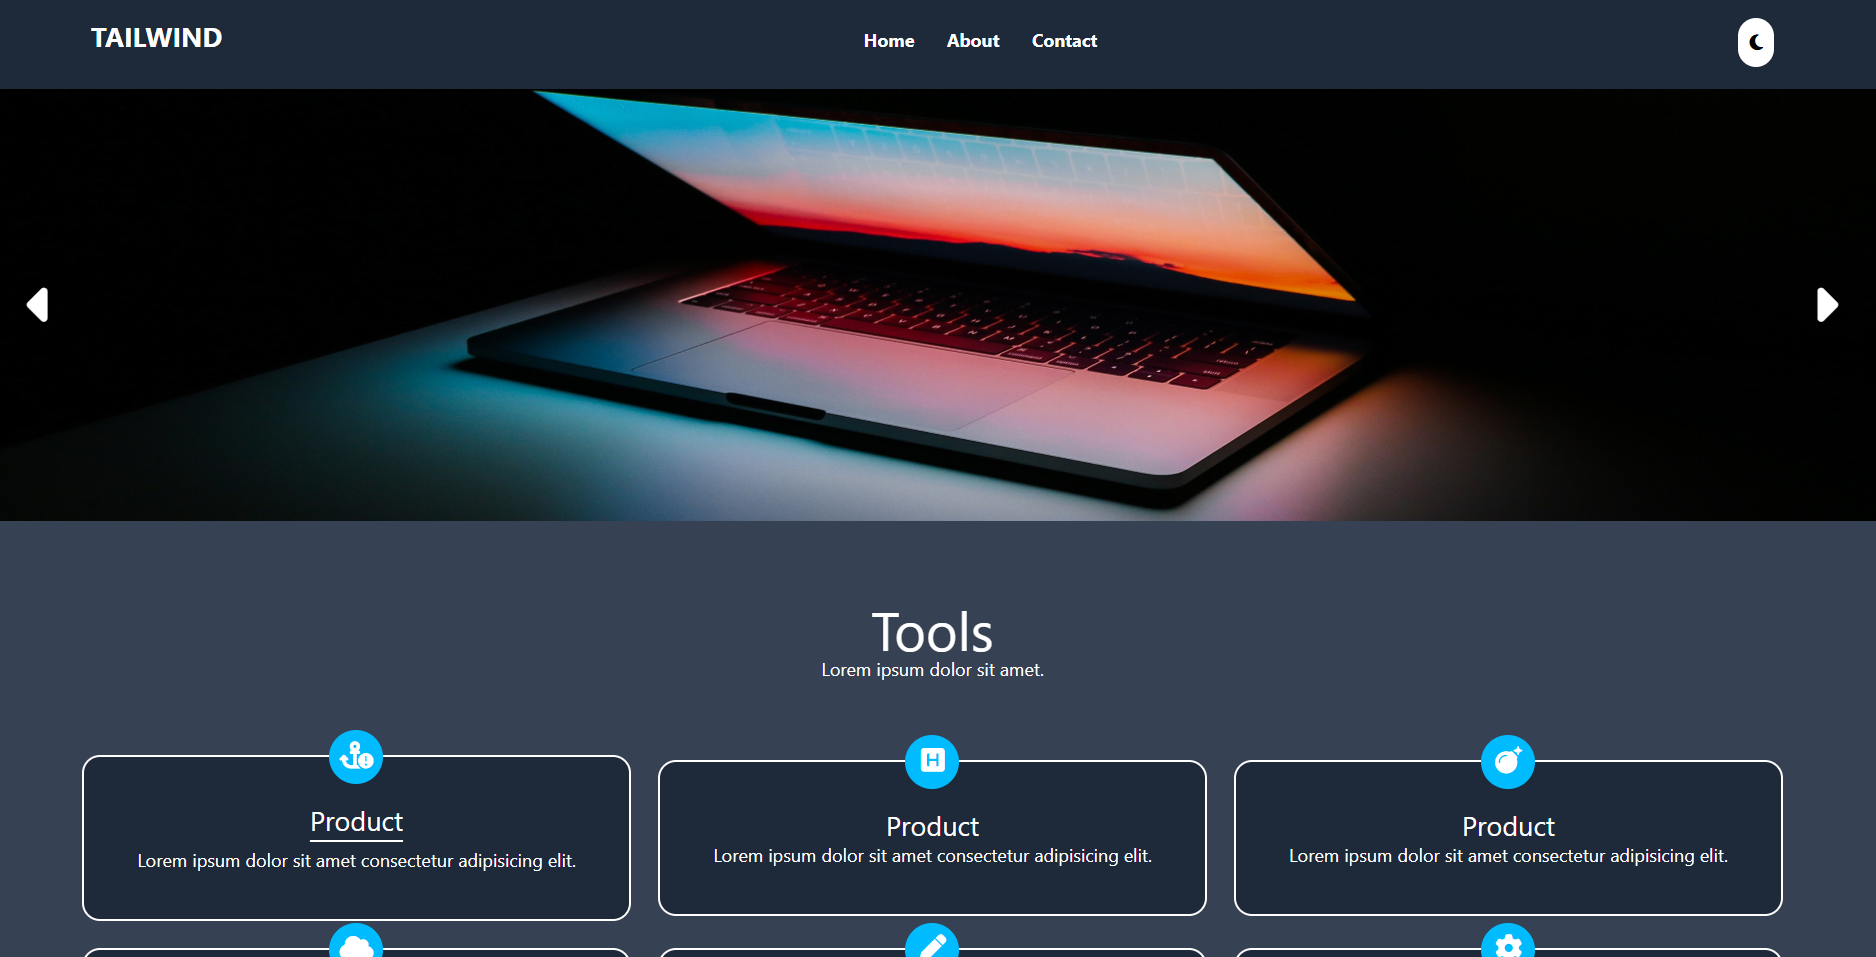 TAILWIND
Home About Contact
Tools
Lorem ipsum dolor sit amet.
H
Product
Lorem ipsum dolor sit amet consectetur adipisicing elit.
Product
Lorem ipsum dolor sit amet consectetur adipisicing elit.
Product
Lorem ipsum dolor sit amet consectetur adipisicing elit.